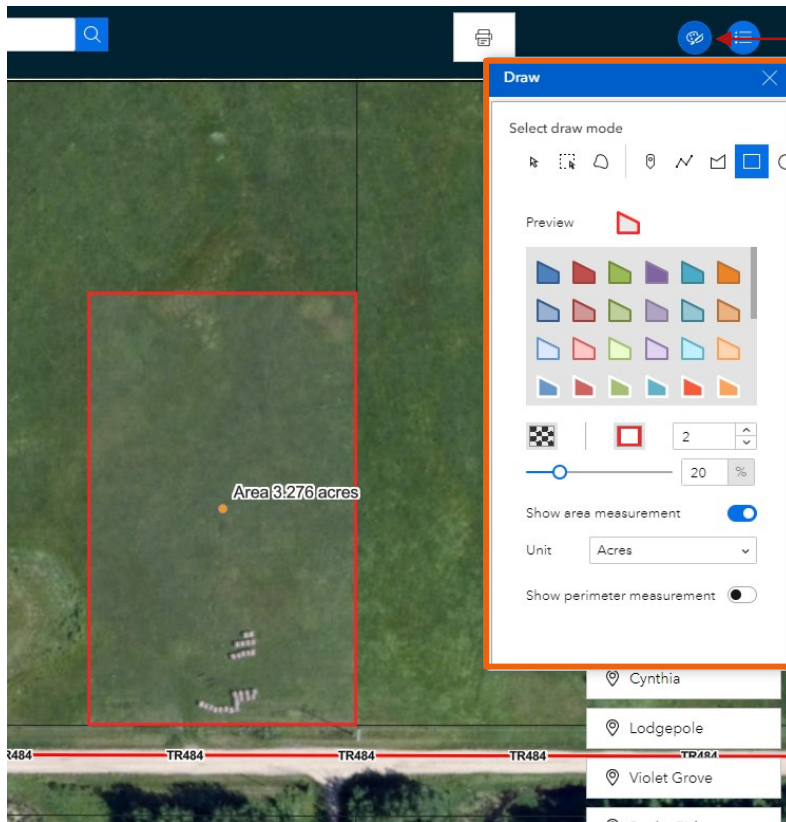 Draw
Select draw mode
Preview
2
20 %
Show area measurement
Unit Acres
Show perimeter measurement
Area 3.276 acres
Cynthia
Lodgepole
R484 TR484 TR484 TR484 TR484
Violet Grove